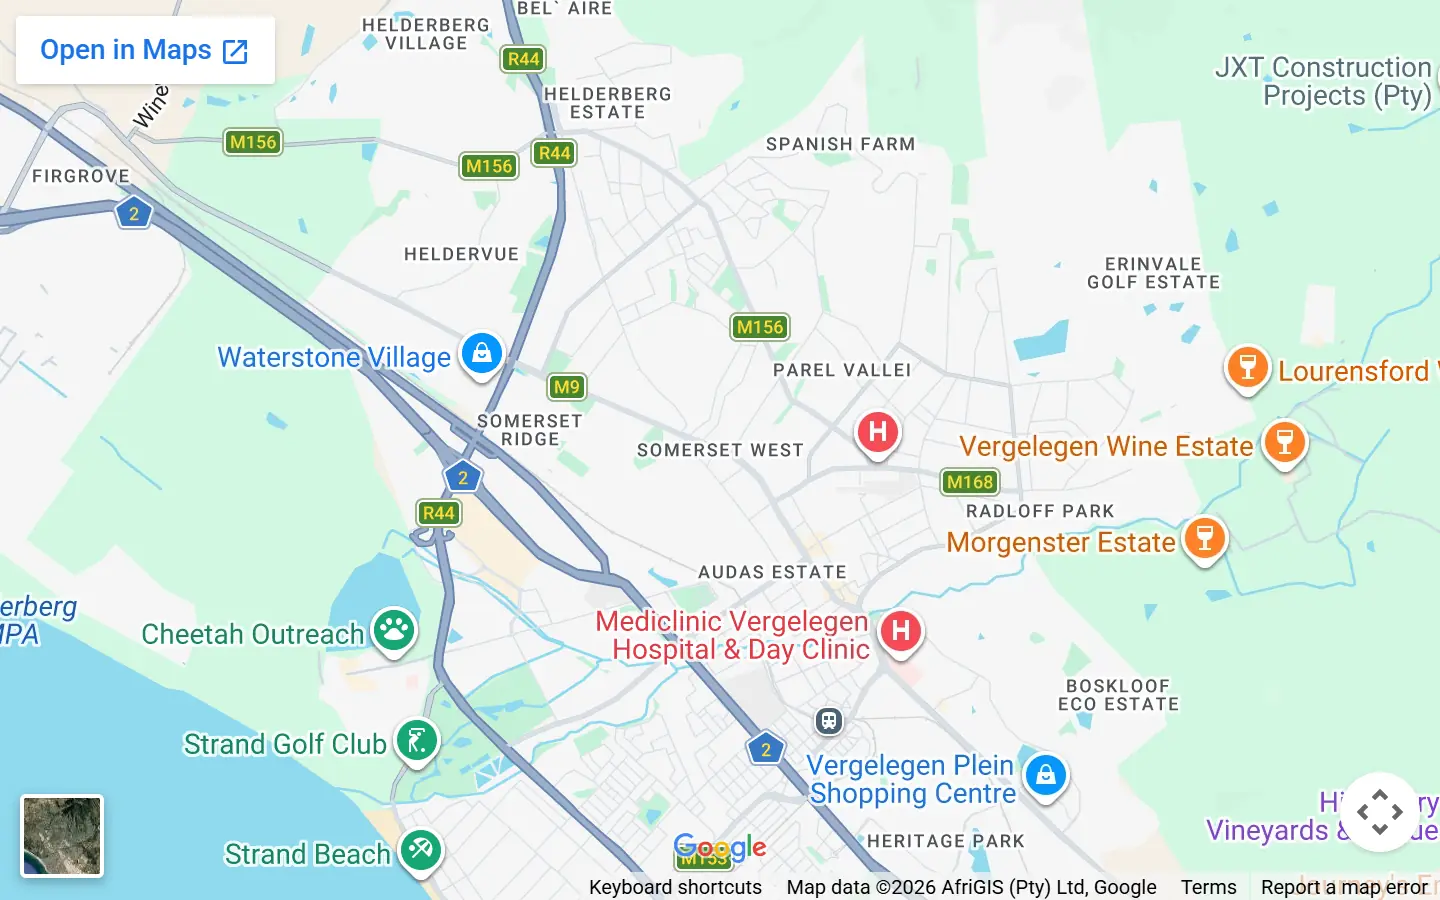 BEL` AIRE
HELDERBERG
VILLAGE
Open in Maps
R44
JXT Construction
Projects (Pty)
Wine
HELDERBERG
ESTATE
M156
SPANISH FARM
R44
M156
FIRGROVE
2
HELDERVUE
ERINVALE
GOLF ESTATE
M156
Waterstone Village
PAREL VALLEI
Lourensford
M9
SOMERSET
RIDGE
H
SOMERSET WEST
Vergelegen Wine Estate
2
M168
R44
RADLOFF PARK
Morgenster Estate
AUDAS ESTATE
erberg
MPA
Mediclinic Vergelegen
Hospital & Day Clinic
H
Cheetah Outreach
BOSKLOOF
ECO ESTATE
Strand Golf Club
2
Vergelegen Plein
Shopping Centre
Vineyards &
HERITAGE PARK
Google
Strand Beach
Keyboard shortcuts
Map data ©2026 AfriGIS (Pty) Ltd, Google
Terms
Report a map error